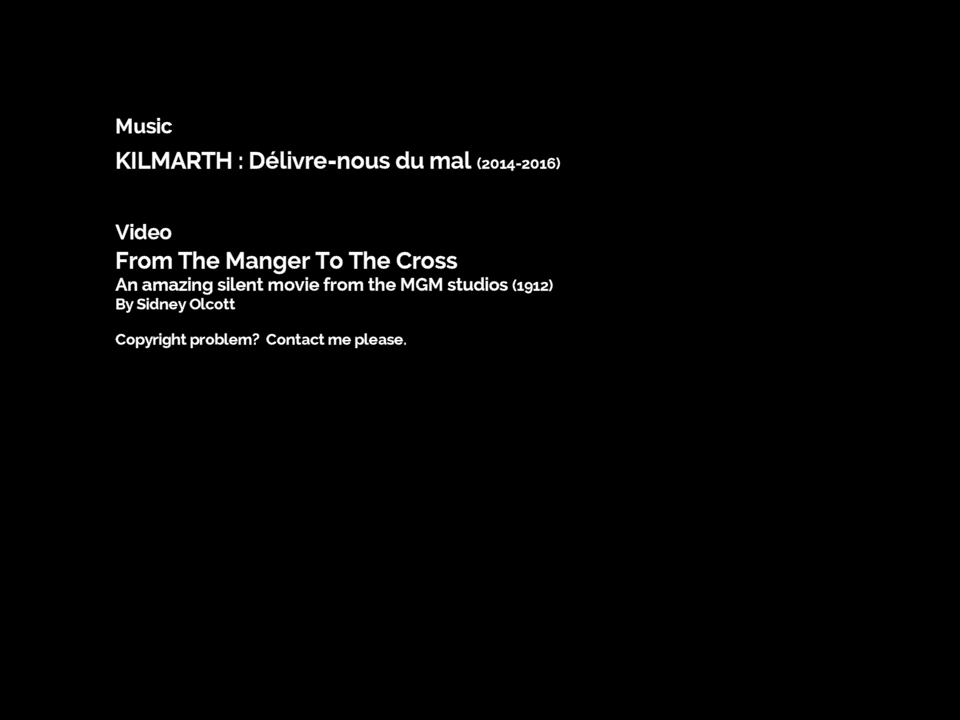 Music
KILMARTH : Délivre-nous du mal (2014-2016)
Video
From The Manger To The Cross
An amazing silent movie from the MGM studios (1912)
By Sidney Olcott
Copyright problem?  Contact me please.